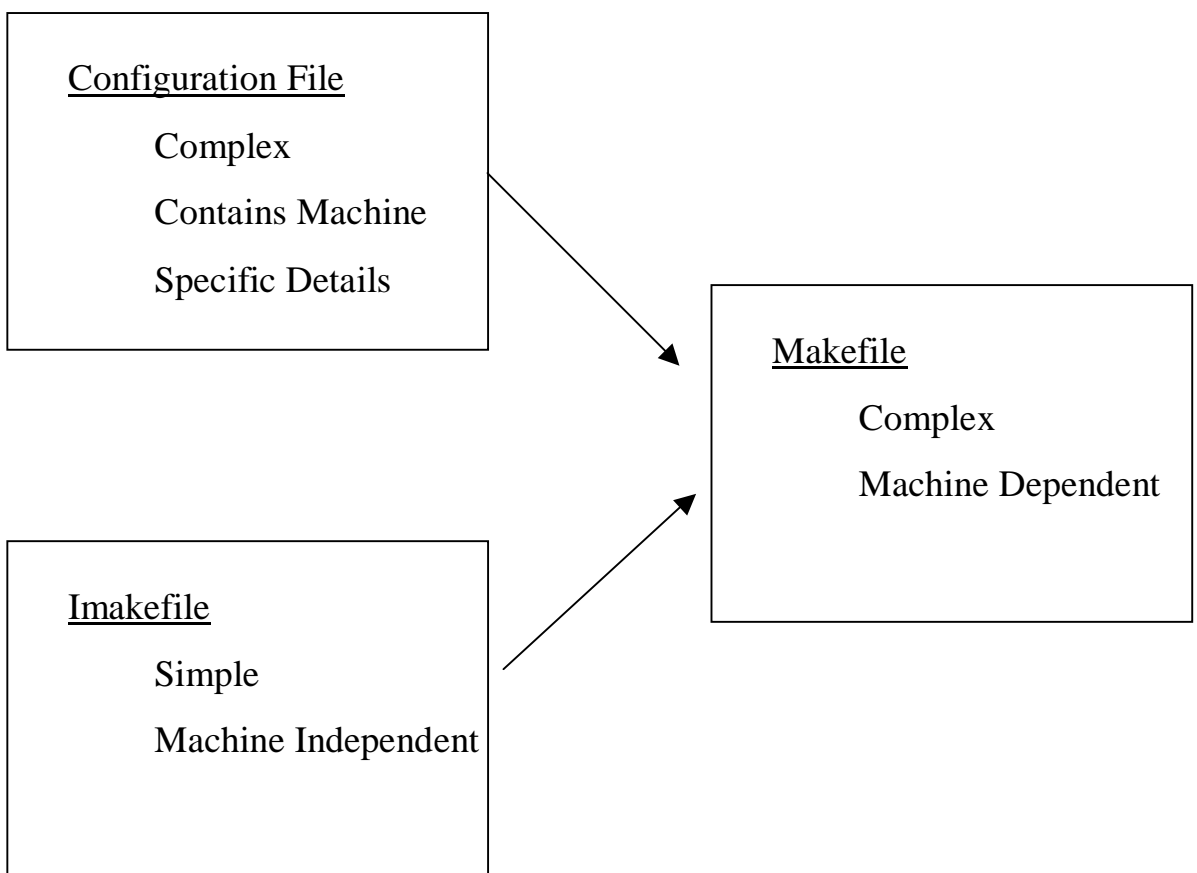 Configuration File
Complex
Contains Machine
Specific Details
Makefile
Complex
Machine Dependent
Imakefile
Simple
Machine Independent